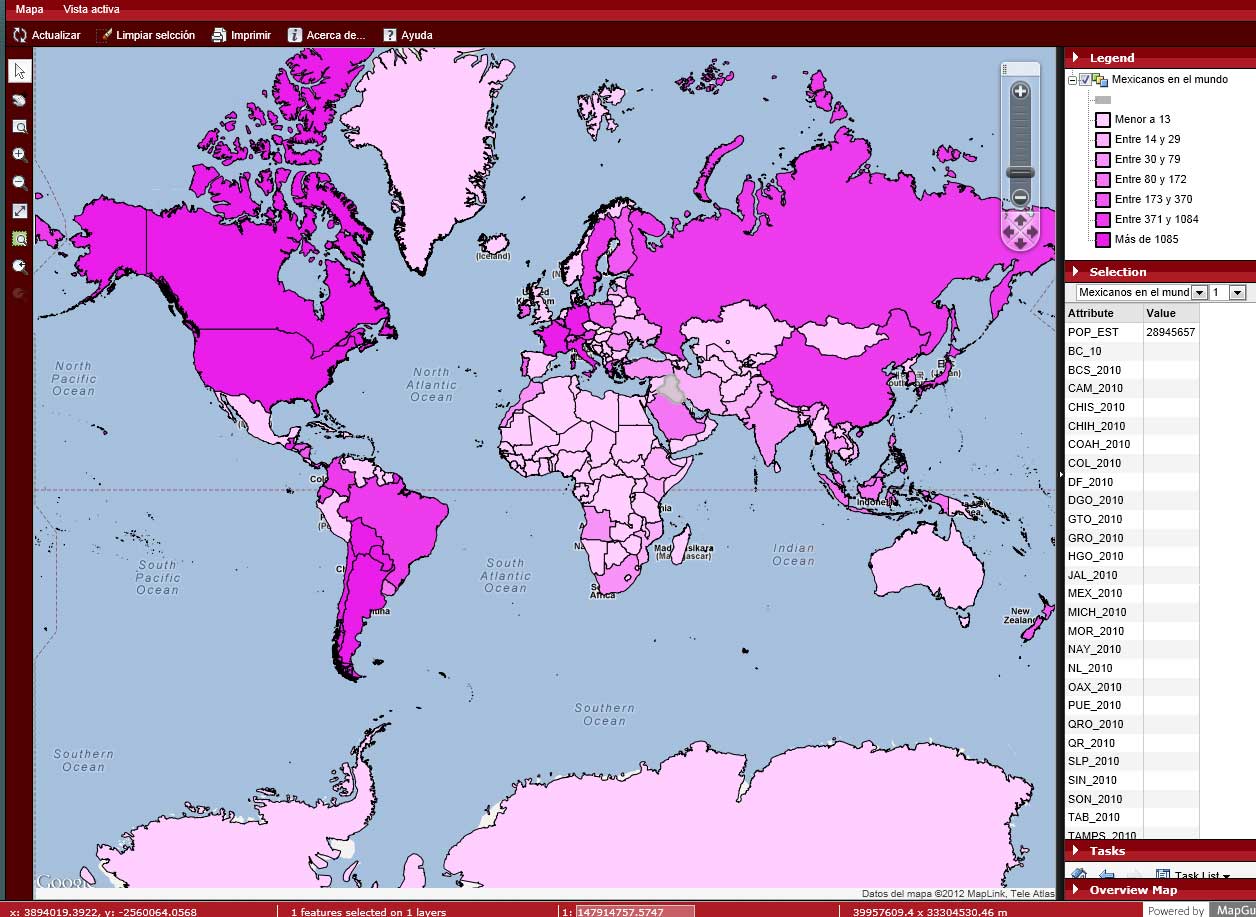 Mapa Vista activa
Actualizar Limpiar selcción Imprimir Acerca de... Ayuda
Legend
Mexicanos en el mundo
Menor a 13
Entre 14 y 29
Entre 30 y 79
Entre 80 y 172
Entre 173 y 370
Entre 371 y 1084
Más de 1085
Selection
Mexicanos en el mund 1
Attribute Value
POP_EST 28945657
BC_10
BCS_2010
CAM_2010
CHIS_2010
CHIH_2010
COAH_2010
COL_2010
DF_2010
DGO_2010
GTO_2010
GRO_2010
HGO_2010
JAL_2010
MEX_2010
MICH_2010
MOR_2010
NAY_2010
NL_2010
OAX_2010
PUE_2010
QRO_2010
QR_2010
SLP_2010
SIN_2010
SON_2010
TAB_2010
TAMPS_2010
Tasks
Task List
Overview Map
(Iceland)
North
Pacific
Ocean
North
Atlantic
Ocean
South
Pacific
Ocean
South
Atlantic
Ocean
Indian
Ocean
Africa
New
Zealand
Southern
Ocean
Southern
Ocean
Google
Datos del mapa ©2012 MapLink, Tele Atlas
x: 3894019.3922, y: -2560064.0568 1 features selected on 1 layers 1: 147914757.5747 39957609.4 x 33304530.46 m Powered by MapGu